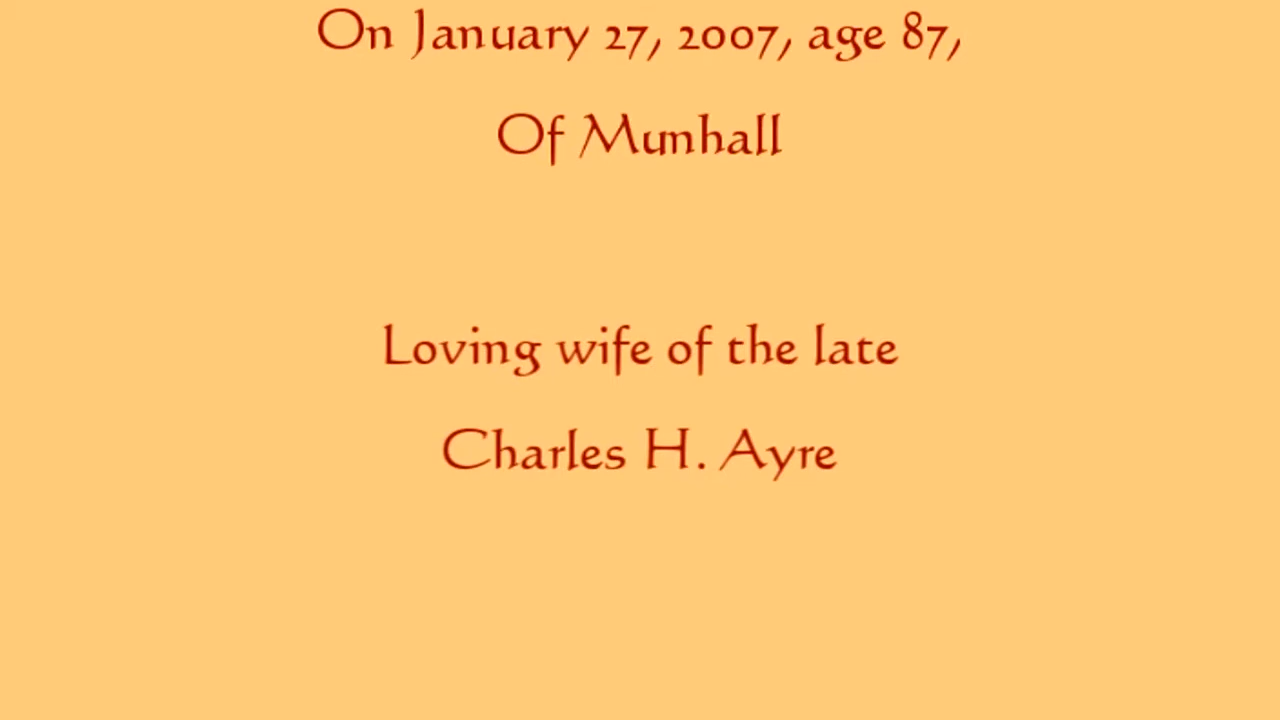 On January 27, 2007, age 87,
Of Munhall
Loving wife of the late
Charles H. Ayre